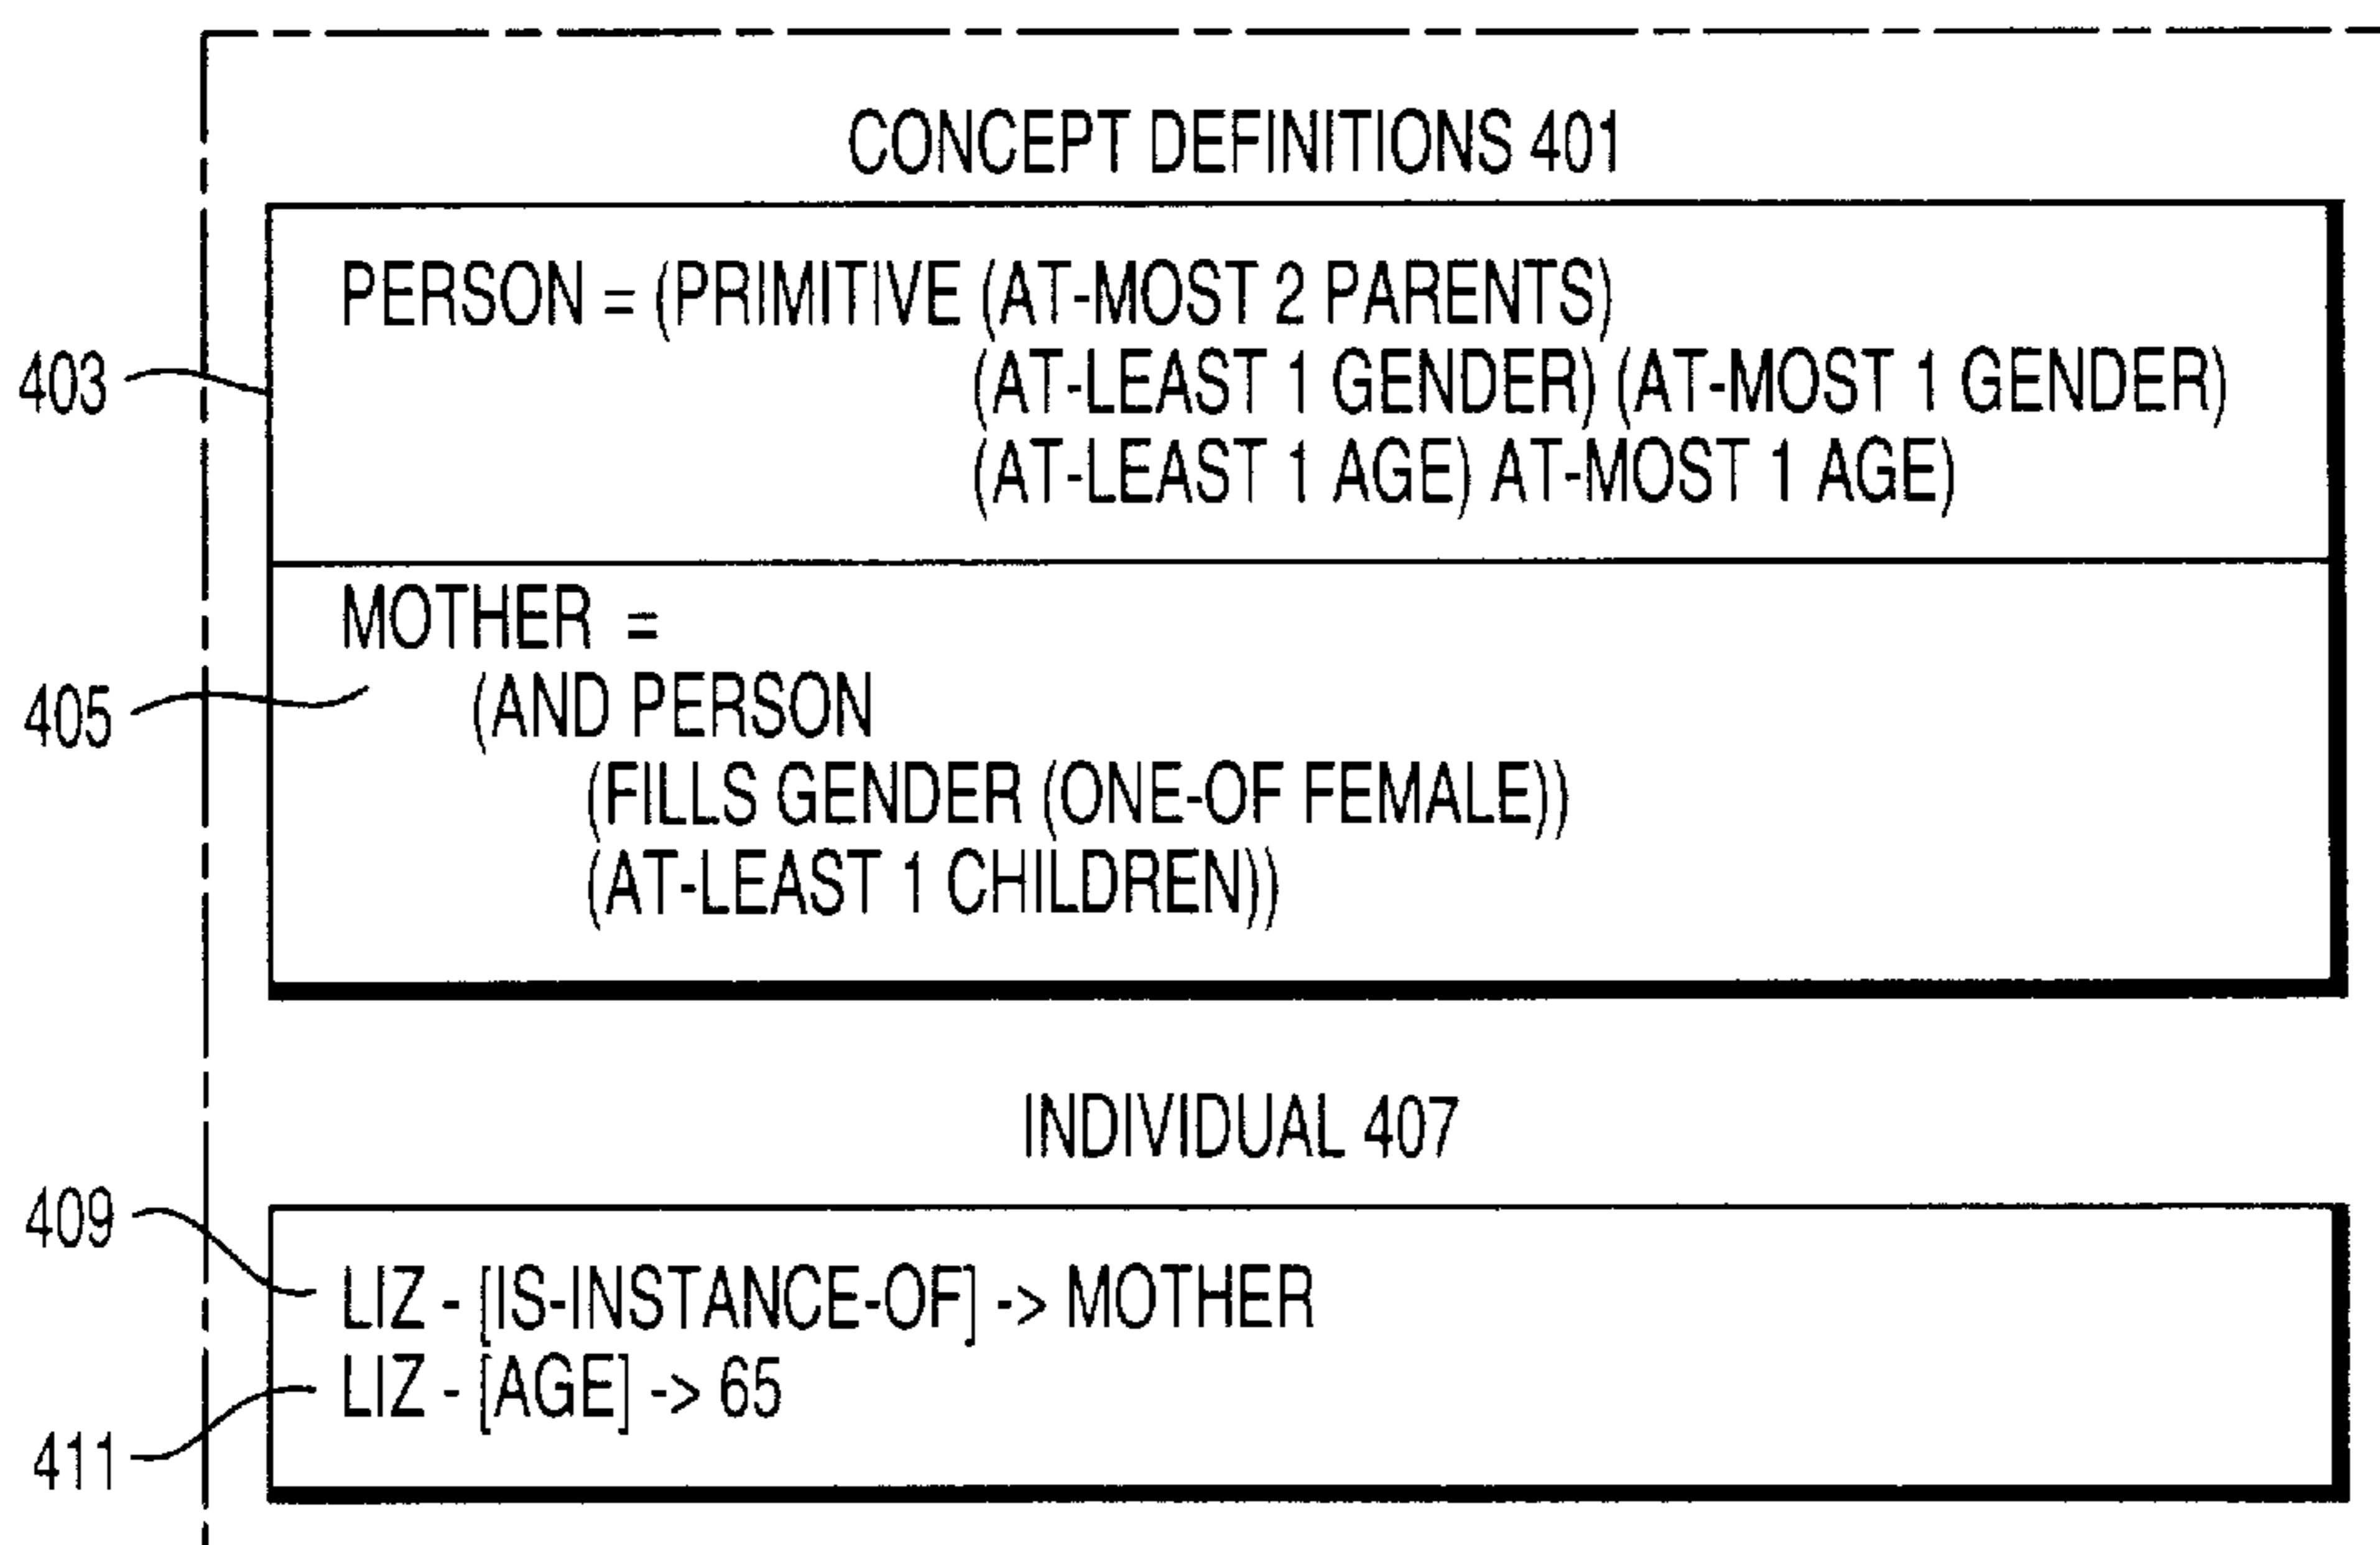 CONCEPT DEFINITIONS 401
PERSON = (PRIMITIVE (AT-MOST 2 PARENTS)
403
(AT-LEAST 1 GENDER) (AT-MOST 1 GENDER)
(AT-LEAST 1 AGE) AT-MOST 1 AGE)
MOTHER =
405
(AND PERSON
(FILLS GENDER (ONE-OF FEMALE))
(AT-LEAST 1 CHILDREN))
INDIVIDUAL 407
409
LIZ - [IS-INSTANCE-OF] -> MOTHER
LIZ - [AGE] -> 65
411